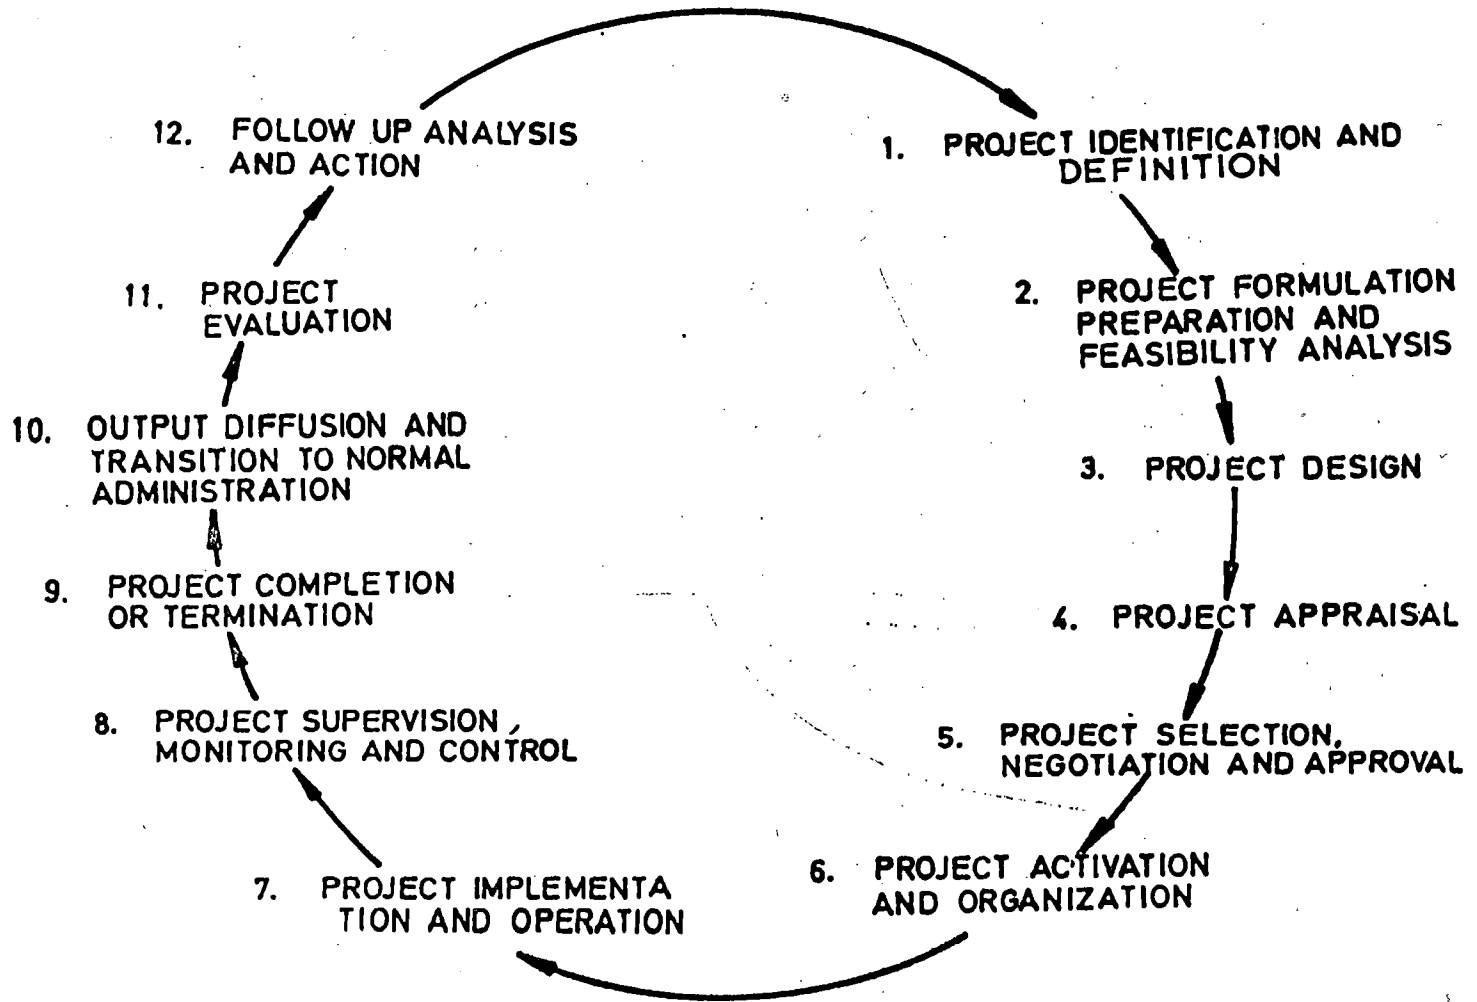 1. PROJECT IDENTIFICATION AND
DEFINITION
2. PROJECT FORMULATION
PREPARATION AND
FEASIBILITY ANALYSIS
3. PROJECT DESIGN
4. PROJECT APPRAISAL
5. PROJECT SELECTION,
NEGOTIATION AND APPROVAL
6. PROJECT ACTIVATION
AND ORGANIZATION
7. PROJECT IMPLEMENTA
TION AND OPERATION
8. PROJECT SUPERVISION,
MONITORING AND CONTROL
9. PROJECT COMPLETION
OR TERMINATION
10. OUTPUT DIFFUSION AND
TRANSITION TO NORMAL
ADMINISTRATION
11. PROJECT
EVALUATION
12. FOLLOW UP ANALYSIS
AND ACTION